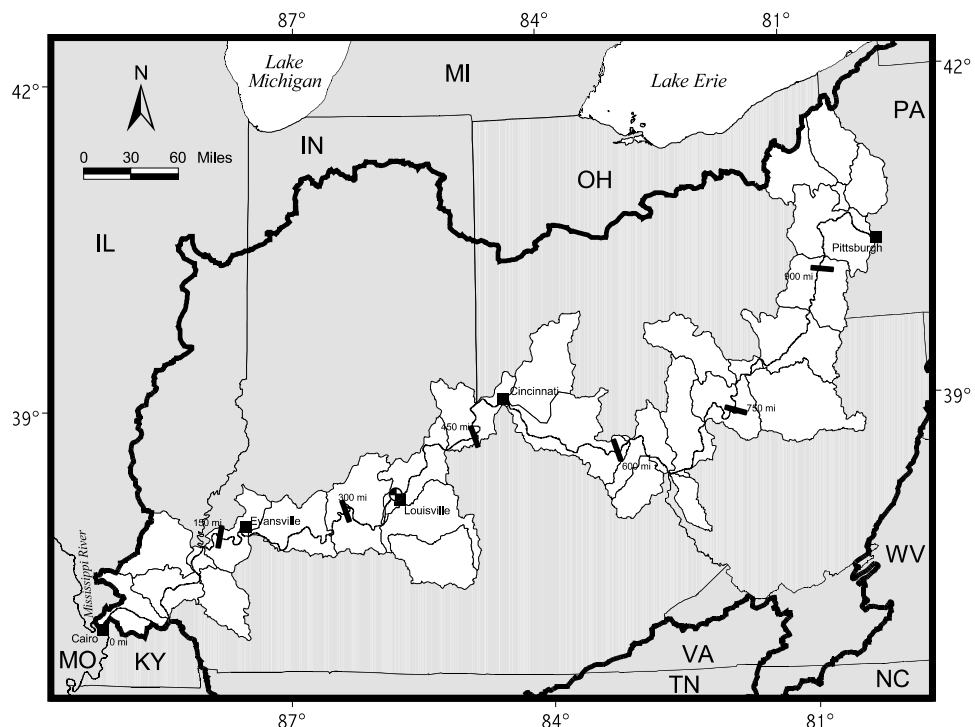 87°
84°
81°
Lake
Michigan
MI
Lake Erie
42°
42°
N
PA
0 30 60 Miles
IN
OH
IL
Pittsburgh
900 mi
39°
39°
Cincinnati
750 mi
450 mi
600 mi
300 mi
Louisville
150 mi
Evansville
Mississippi River
WV
Cairo
0 mi
MO
KY
VA
TN
NC
87°
84°
81°